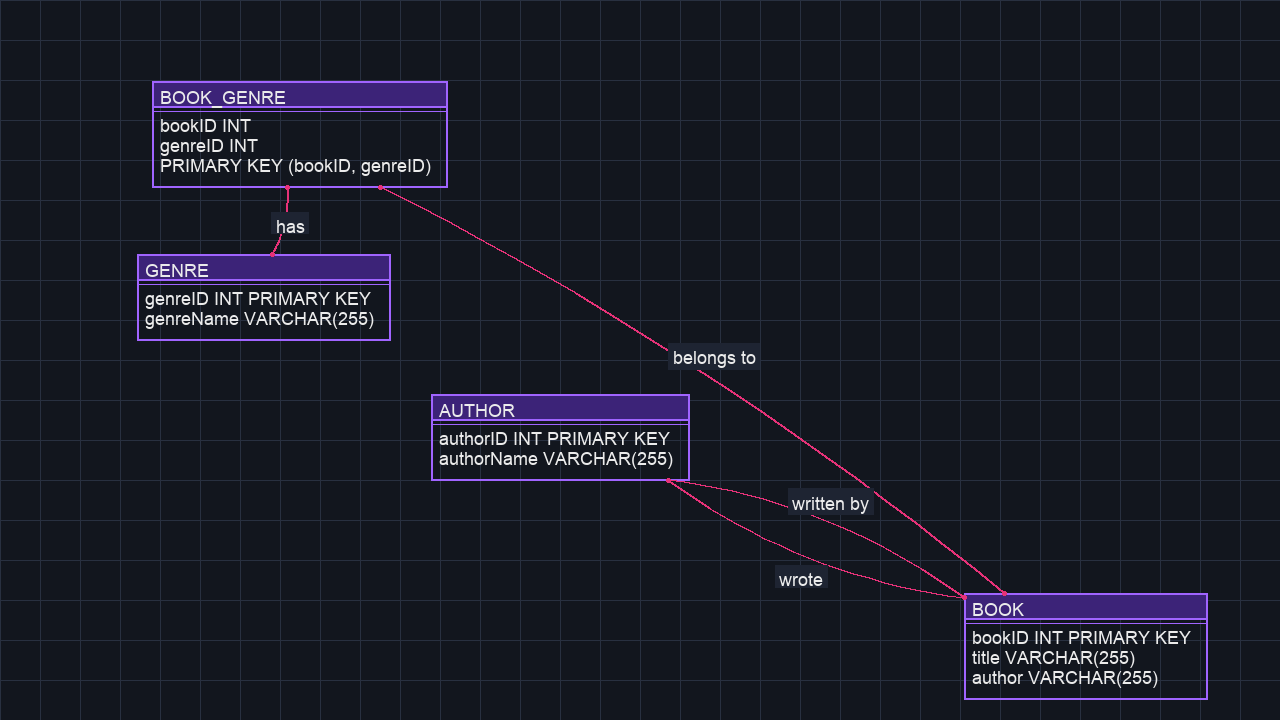 BOOK_GENRE
bookID INT
genreID INT
PRIMARY KEY (bookID, genreID)
has
GENRE
genreID INT PRIMARY KEY
genreName VARCHAR(255)
belongs to
AUTHOR
authorID INT PRIMARY KEY
authorName VARCHAR(255)
written by
wrote
BOOK
bookID INT PRIMARY KEY
title VARCHAR(255)
author VARCHAR(255)